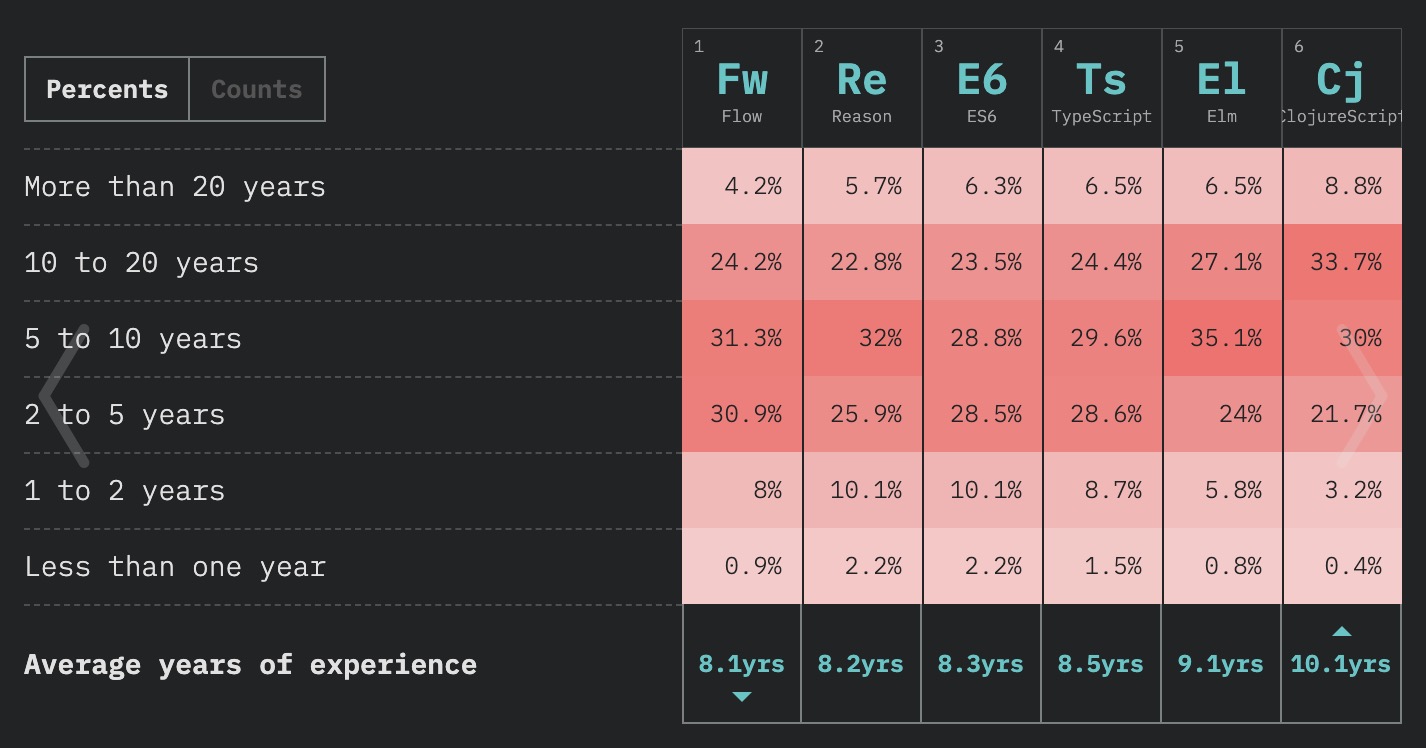 1 2 3 4 5 6
Percents Counts Fw Re E6 Ts El Cj
Flow Reason ES6 TypeScript Elm ClojureScript
More than 20 years 4.2% 5.7% 6.3% 6.5% 6.5% 8.8%
10 to 20 years 24.2% 22.8% 23.5% 24.4% 27.1% 33.7%
5 to 10 years 31.3% 32% 28.8% 29.6% 35.1% 30%
2 to 5 years 30.9% 25.9% 28.5% 28.6% 24% 21.7%
1 to 2 years 8% 10.1% 10.1% 8.7% 5.8% 3.2%
Less than one year 0.9% 2.2% 2.2% 1.5% 0.8% 0.4%
Average years of experience 8.1yrs 8.2yrs 8.3yrs 8.5yrs 9.1yrs 10.1yrs